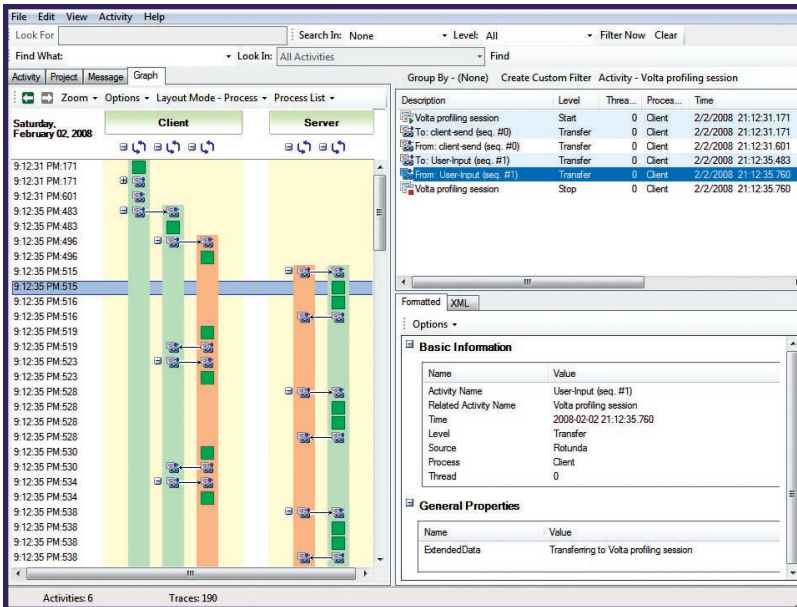 File Edit View Activity Help
Look For Search In: None Level: All Filter Now Clear
Find What: Look In: All Activities Find
Activity Project Message Graph
Group By - (None) Create Custom Filter Activity - Volta profiling session
Zoom Options Layout Mode - Process Process List
Saturday, February 02, 2008
Client Server
9:12:31 PM:171
9:12:31 PM:171
9:12:31 PM:601
9:12:35 PM:483
9:12:35 PM:483
9:12:35 PM:496
9:12:35 PM:496
9:12:35 PM:515
9:12:35 PM:515
9:12:35 PM:516
9:12:35 PM:516
9:12:35 PM:519
9:12:35 PM:519
9:12:35 PM:523
9:12:35 PM:523
9:12:35 PM:528
9:12:35 PM:528
9:12:35 PM:528
9:12:35 PM:528
9:12:35 PM:530
9:12:35 PM:530
9:12:35 PM:534
9:12:35 PM:534
9:12:35 PM:538
9:12:35 PM:538
9:12:35 PM:538
9:12:35 PM:538
Description Level Threa... Proces... Time
Volta profiling session Start 0 Client 2/2/2008 21:12:31.171
To: client-send (seq. #0) Transfer 0 Client 2/2/2008 21:12:31.171
From: client-send (seq. #0) Transfer 0 Client 2/2/2008 21:12:31.601
To: User-Input (seq. #1) Transfer 0 Client 2/2/2008 21:12:35.483
From: User-Input (seq. #1) Transfer 0 Client 2/2/2008 21:12:35.760
Volta profiling session Stop 0 Client 2/2/2008 21:12:35.760
Formatted XML
Options
Basic Information
Name Value
Activity Name User-Input (seq. #1)
Related Activity Name Volta profiling session
Time 2008-02-02 21:12:35.760
Level Transfer
Source Rotunda
Process Client
Thread 0
General Properties
Name Value
ExtendedData Transferring to Volta profiling session
Activities: 6 Traces: 190